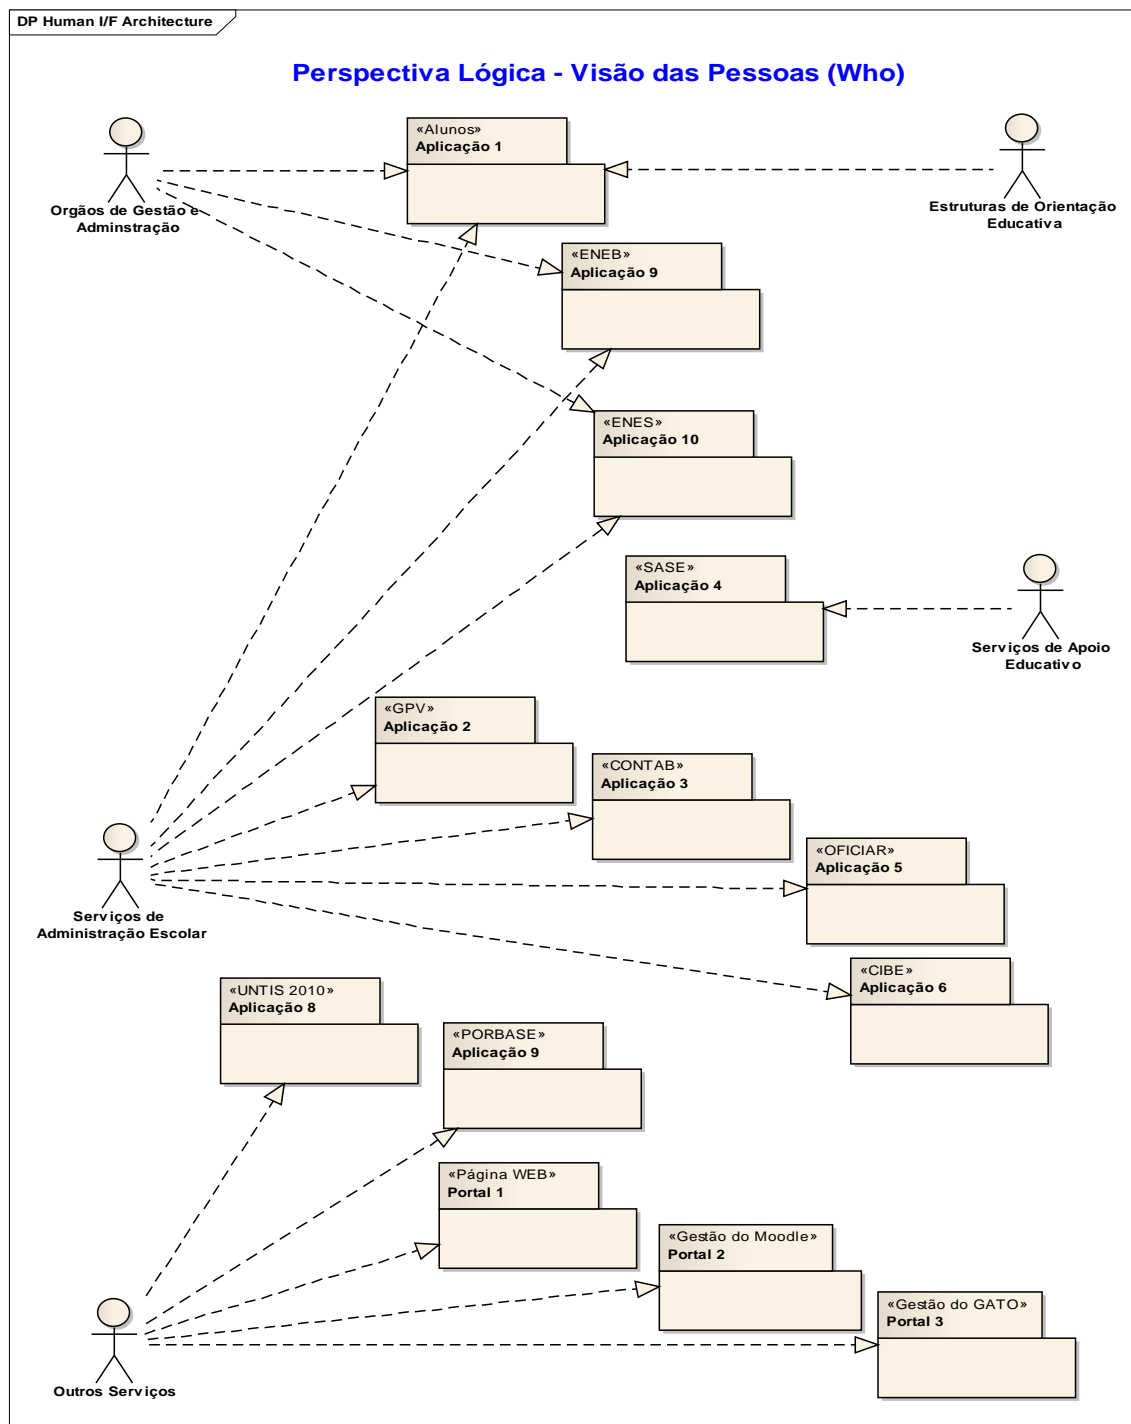 DP Human I/F Architecture
Perspectiva Lógica - Visão das Pessoas (Who)
«Alunos»
Aplicação 1
Orgãos de Gestão e
Adminstração
Estruturas de Orientação
Educativa
«ENEB»
Aplicação 9
«ENES»
Aplicação 10
«SASE»
Aplicação 4
Serviços de Apoio
Educativo
«GPV»
Aplicação 2
«CONTAB»
Aplicação 3
«OFICIAR»
Aplicação 5
Serviços de
Administração Escolar
«CIBE»
Aplicação 6
«UNTIS 2010»
Aplicação 8
«PORBASE»
Aplicação 9
«Página WEB»
Portal 1
«Gestão do Moodle»
Portal 2
«Gestão do GATO»
Portal 3
Outros Serviços